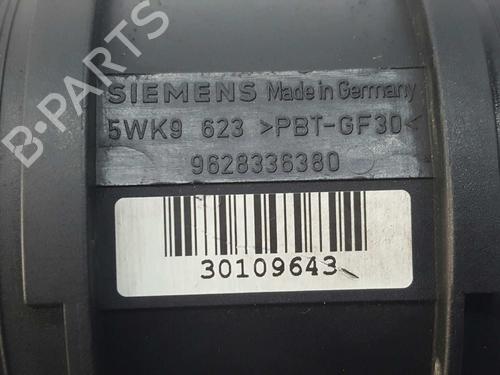 B-PARTS
SIEMENS Made in Germany
5WK9 623 >PBT-GF30<
9628336380
30109643